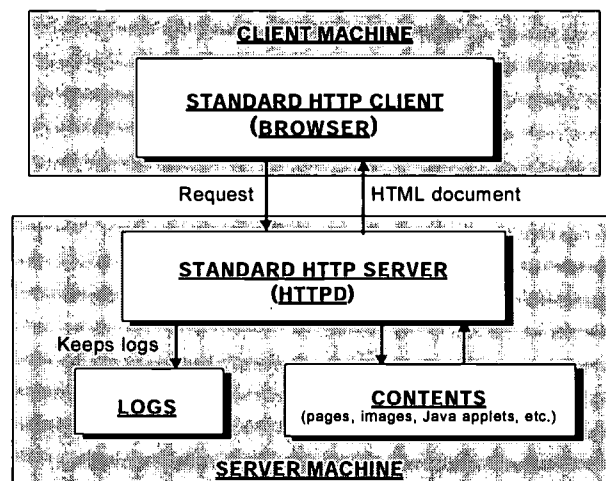 CLIENT MACHINE
STANDARD HTTP CLIENT
(BROWSER)
Request
HTML document
STANDARD HTTP SERVER
(HTTPD)
Keeps logs
LOGS
CONTENTS
(pages, images, Java applets, etc.)
SERVER MACHINE